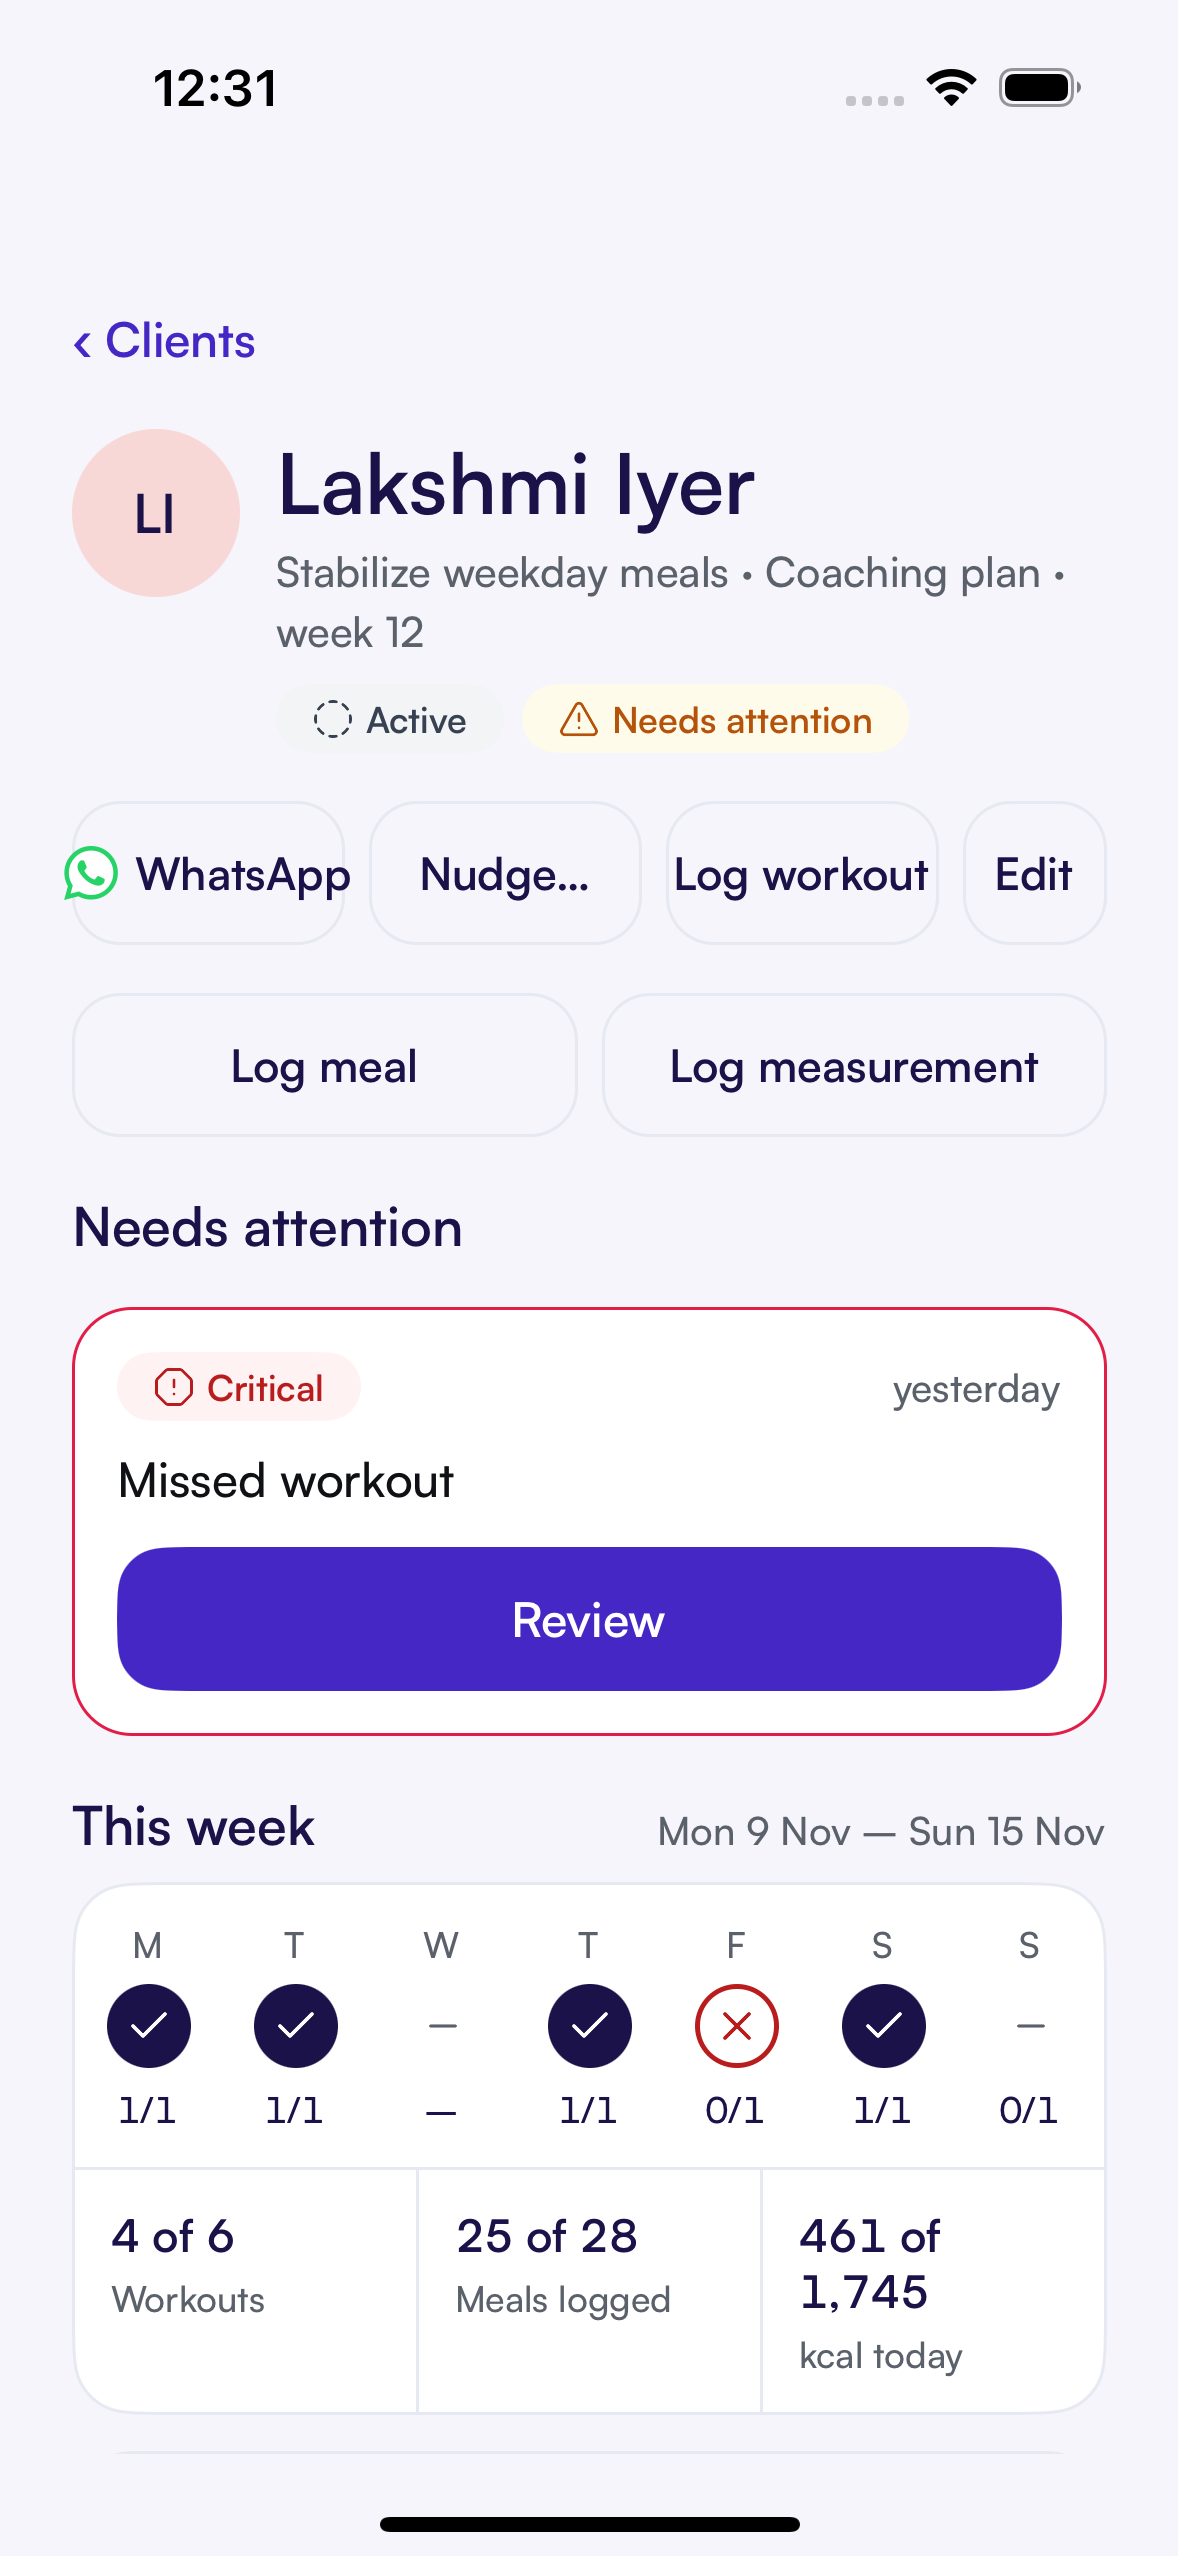 12:31
‹ Clients
LI
Lakshmi Iyer
Stabilize weekday meals · Coaching plan ·
week 12
Active
Needs attention
WhatsApp
Nudge...
Log workout
Edit
Log meal
Log measurement
Needs attention
Critical
yesterday
Missed workout
Review
This week
Mon 9 Nov — Sun 15 Nov
M T W T F S S
–
–
1/1 1/1 — 1/1 0/1 1/1 0/1
4 of 6
Workouts
25 of 28
Meals logged
461 of
1,745
kcal today